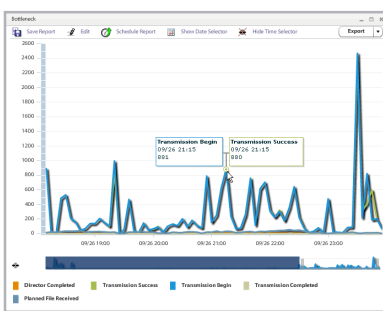 Bottleneck
Save Report Edit Schedule Report Show Date Selector Hide Time Selector Export
2600
2400
2200
2000
1800
1600
1400
1200
1000
800
600
400
200
0
Transmission Begin
09/26 21:15
881
Transmission Success
09/26 21:15
880
09/26 19:00 09/26 20:00 09/26 21:00 09/26 22:00 09/26 23:00
Director Completed Transmission Success Transmission Begin Transmission Completed
Planned File Received